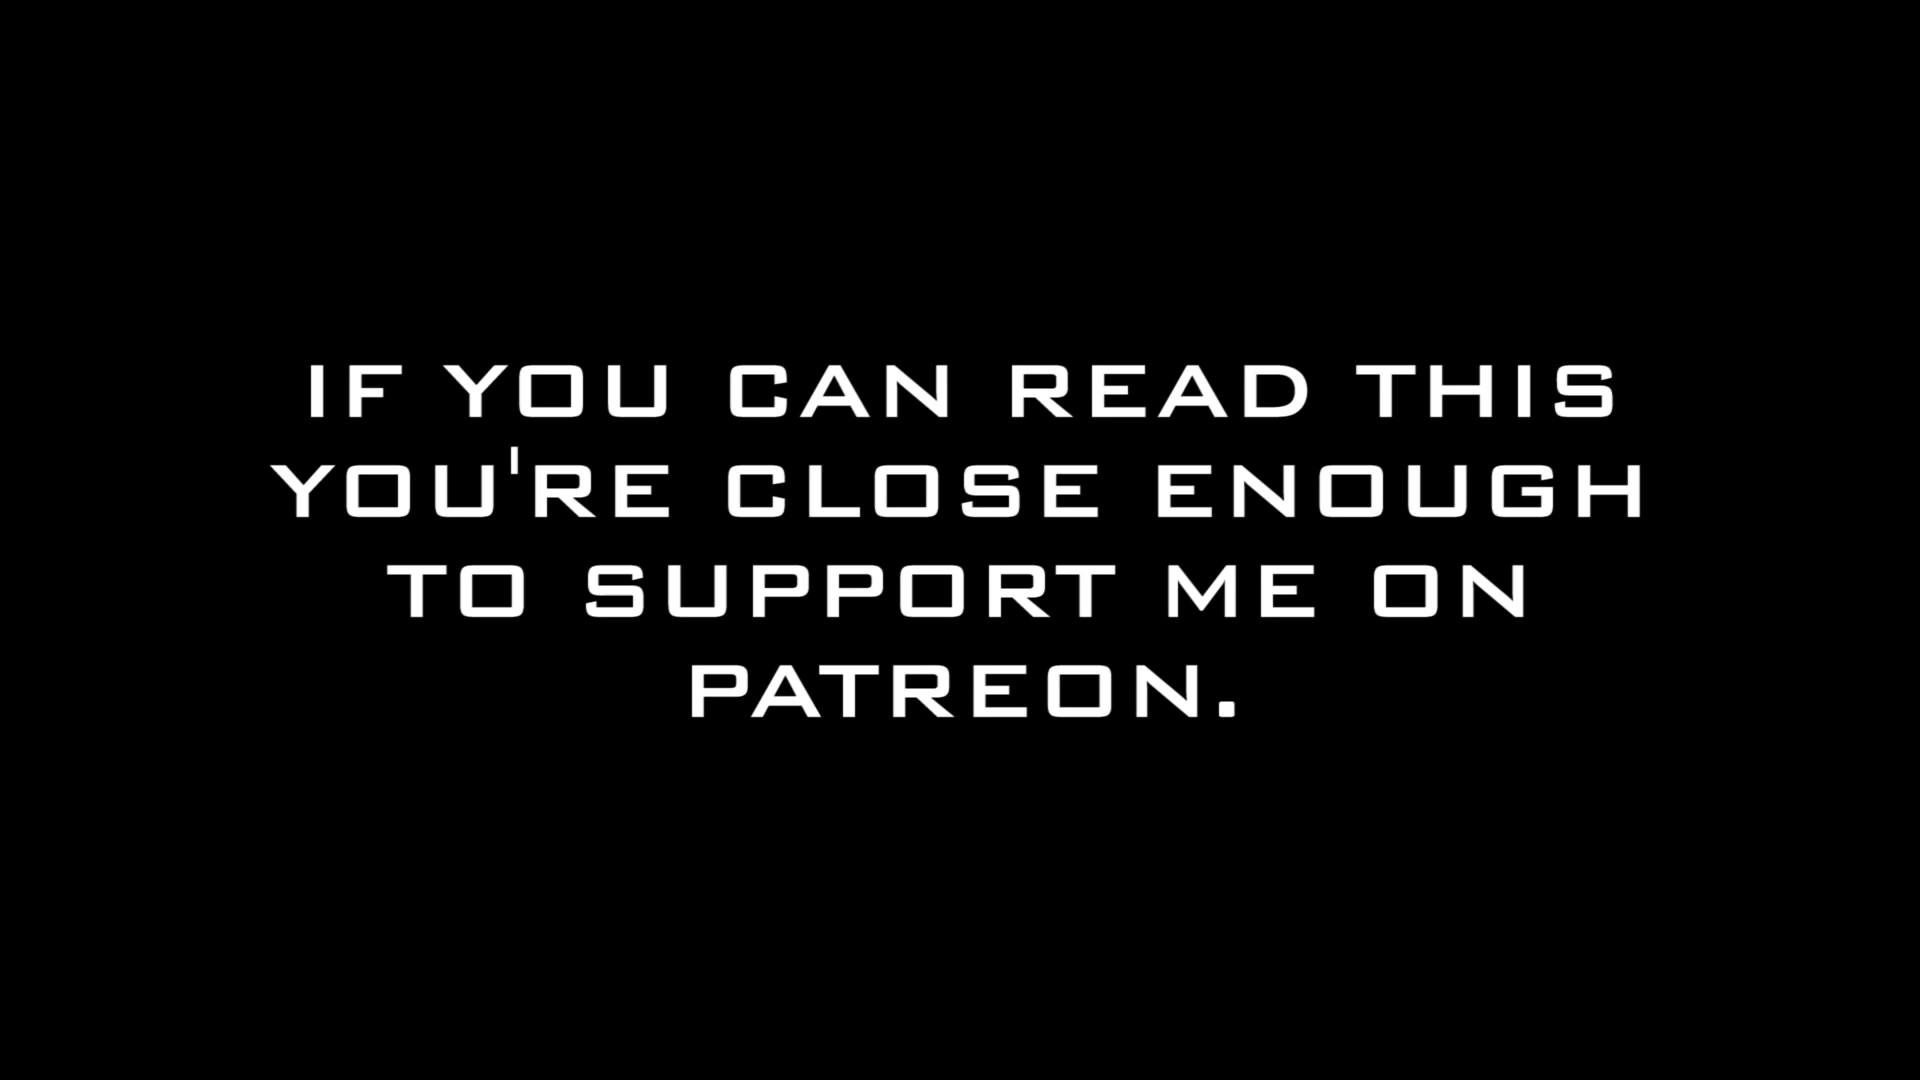 IF YOU CAN READ THIS
YOU'RE CLOSE ENOUGH
TO SUPPORT ME ON
PATREON.